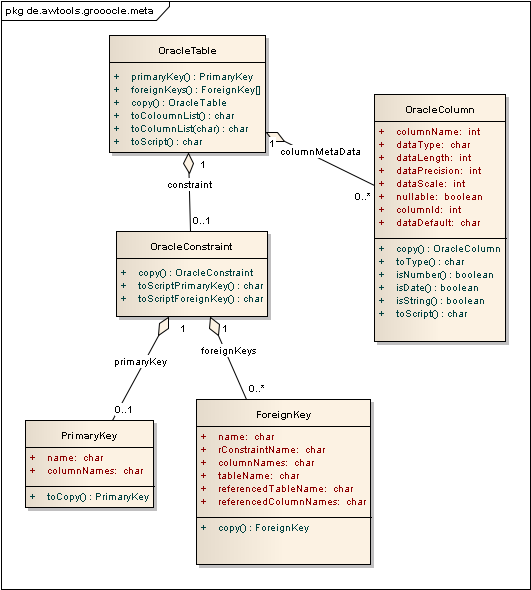 pkg de.awtools.grooocle.meta
OracleTable
+ primaryKey() : PrimaryKey
+ foreignKeys() : ForeignKey[]
+ copy() : OracleTable
+ toColoumnList() : char
+ toColumnList(char) : char
+ toScript() : char
1
columnMetaData
0..*
OracleColumn
+ columnName: int
+ dataType: char
+ dataLength: int
+ dataPrecision: int
+ dataScale: int
+ nullable: boolean
+ columnId: int
+ dataDefault: char
+ copy() : OracleColumn
+ toType() : char
+ isNumber() : boolean
+ isDate() : boolean
+ isString() : boolean
+ toScript() : char
1
constraint
0..1
OracleConstraint
+ copy() : OracleConstraint
+ toScriptPrimaryKey() : char
+ toScriptForeignKey() : char
1
primaryKey
0..1
1
foreignKeys
0..*
PrimaryKey
+ name: char
+ columnNames: char
+ toCopy() : PrimaryKey
ForeignKey
+ name: char
+ rConstraintName: char
+ columnNames: char
+ tableName: char
+ referencedTableName: char
+ referencedColumnNames: char
+ copy() : ForeignKey